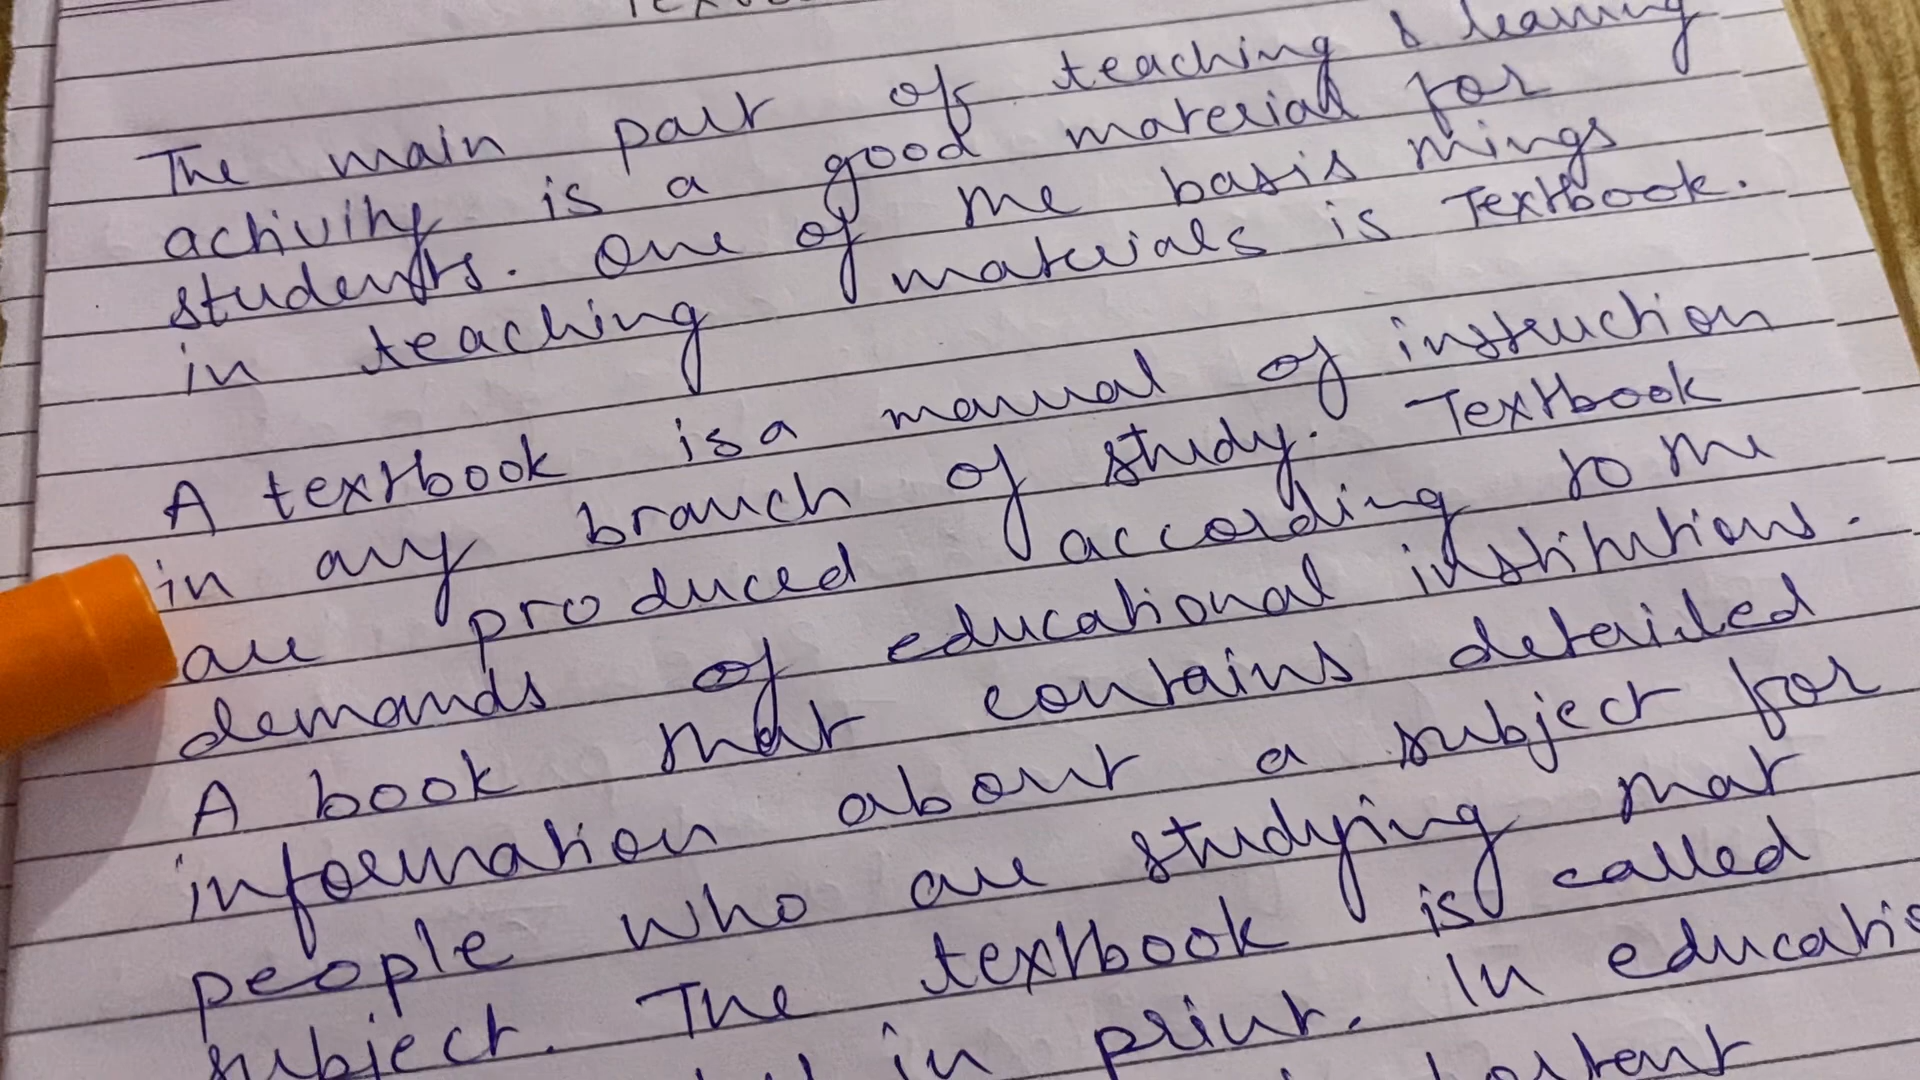 The main part of teaching & learning
activity is a good material for
students. One of the basis things
in teaching materials is Textbook.
A textbook is a manual of instruction
in any branch of study. Textbook
are produced according to the
demands of educational institutions.
A book that contains detailed
information about a subject for
people who are studying that
subject. The textbook is called
in print. In